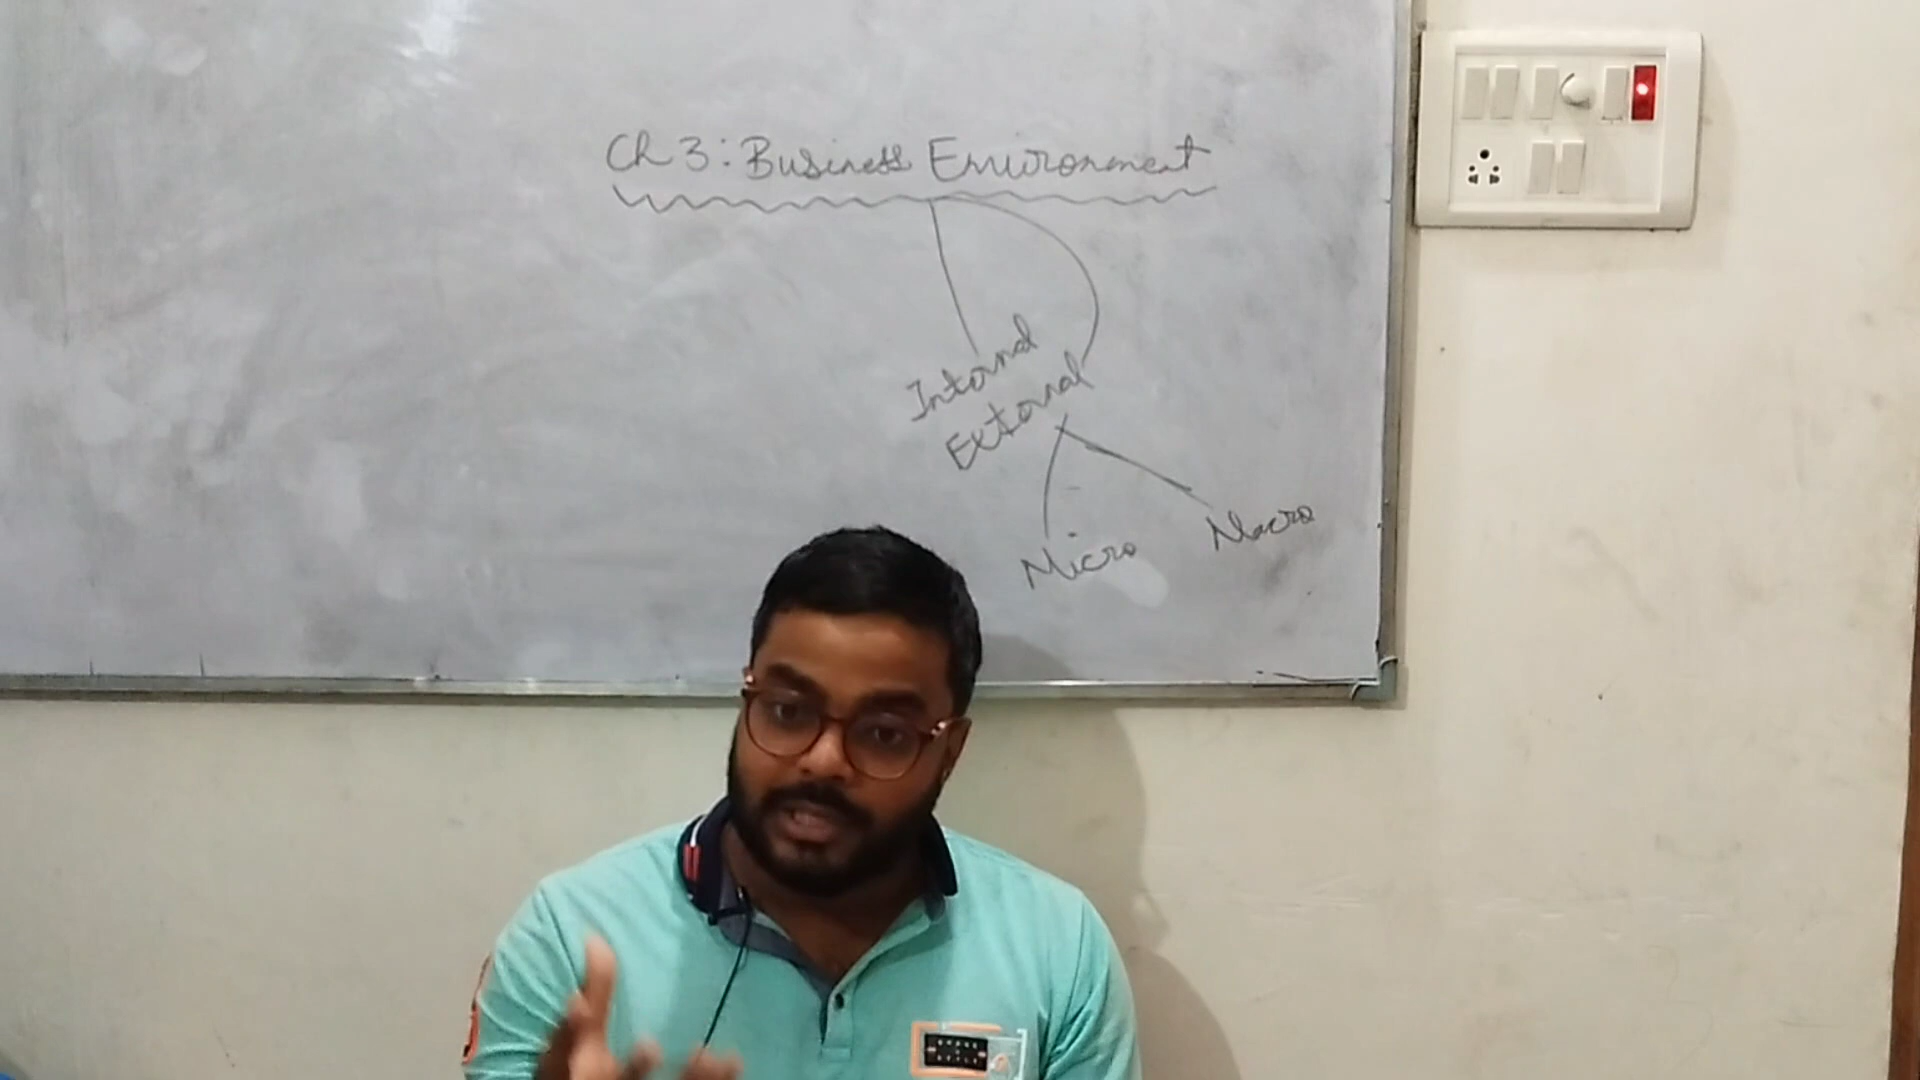 Ch 3: Business Environment
Internal
External
Micro
Macro